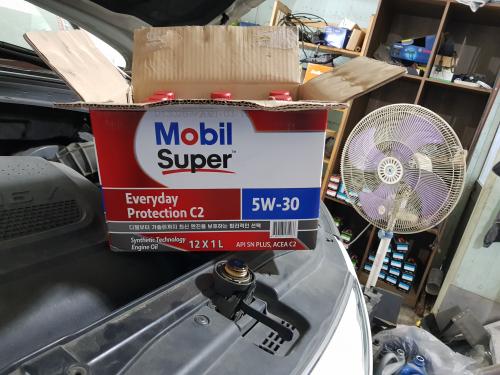 Mobil
Super™
Everyday
Protection C2
5W-30
디젤부터 가솔린까지 최신 엔진을 보호하는 합리적인 선택
Synthetic Technology
Engine Oil
12 X 1 L
API SN PLUS, ACEA C2